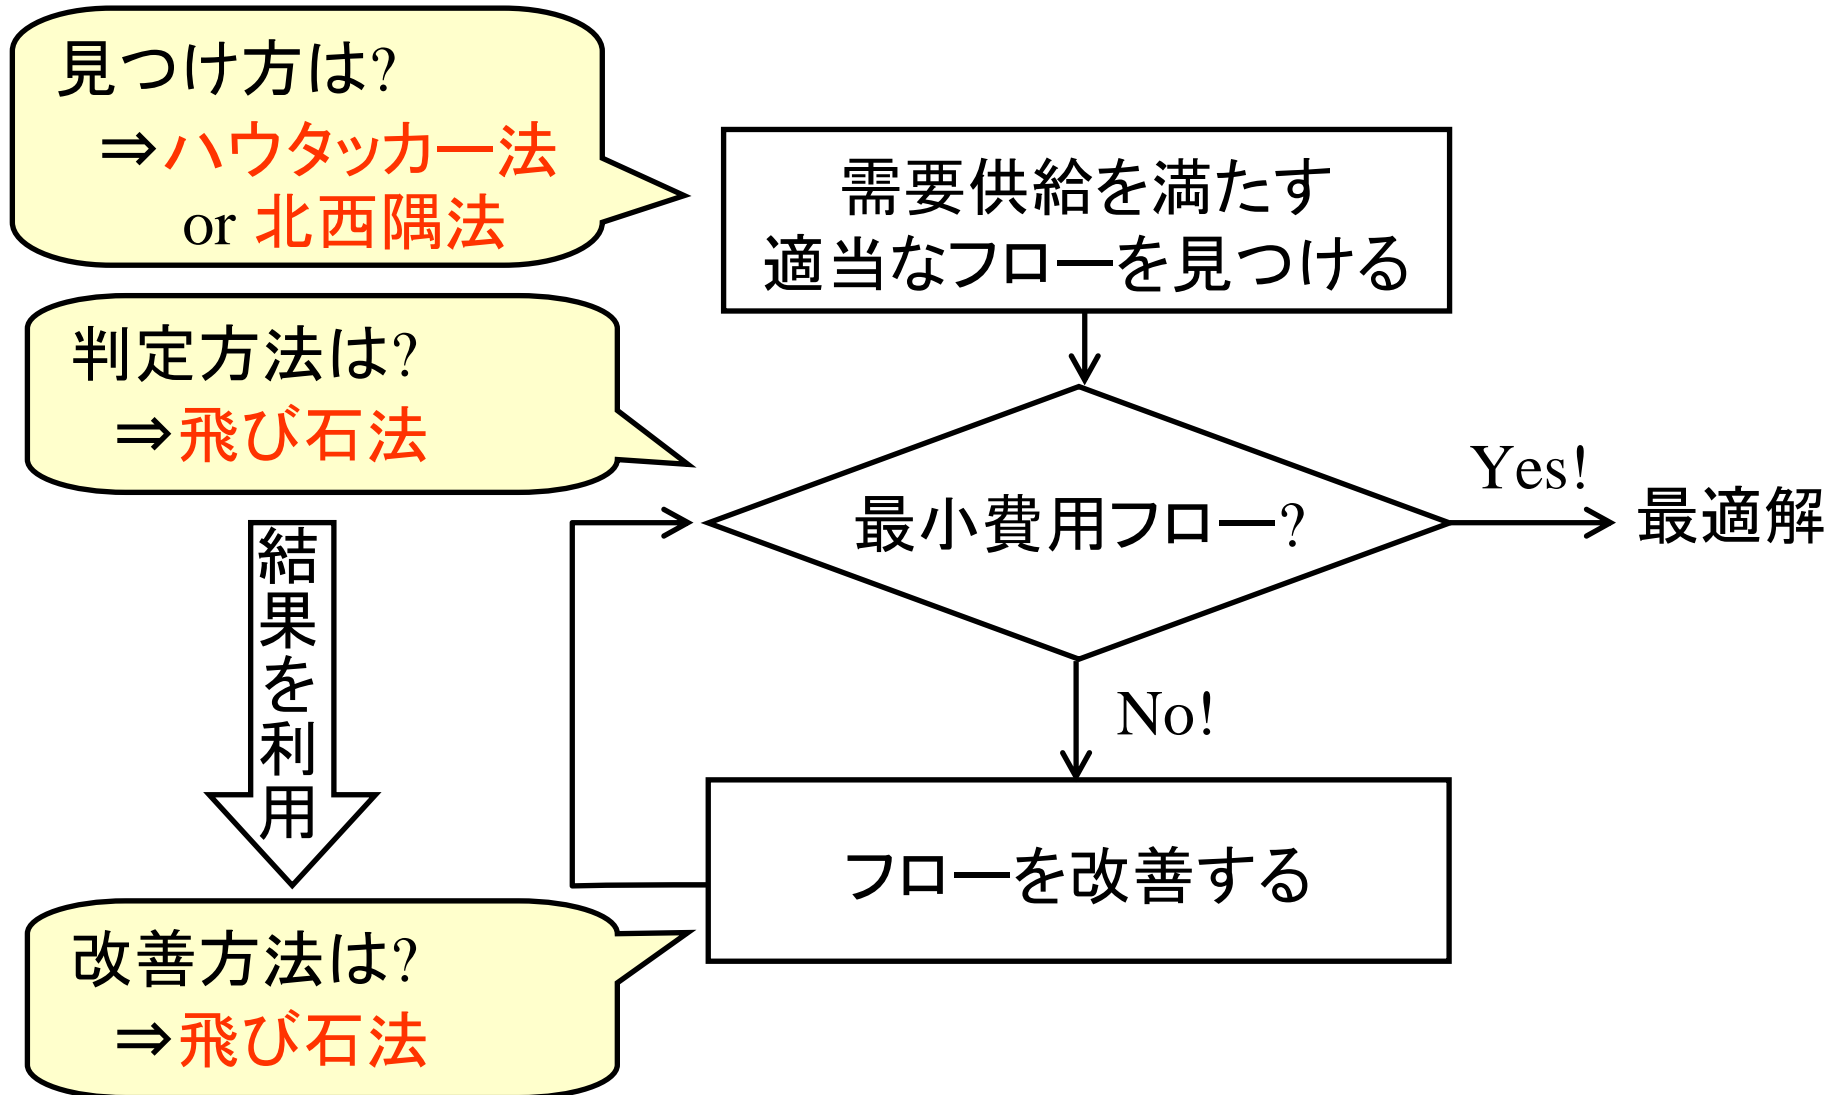 見つけ方は?
⇒ハウタッカー法
or 北西隅法
需要供給を満たす
適当なフローを見つける
判定方法は?
⇒飛び石法
最小費用フロー?
Yes!
最適解
結果を利用
No!
フローを改善する
改善方法は?
⇒飛び石法